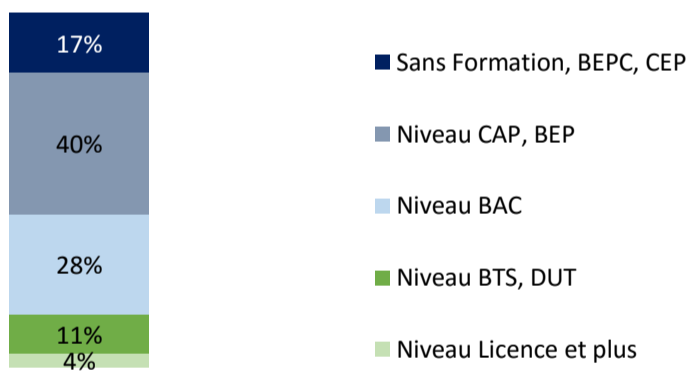 17%
40%
28%
11%
4%
Sans Formation, BEPC, CEP
Niveau CAP, BEP
Niveau BAC
Niveau BTS, DUT
Niveau Licence et plus